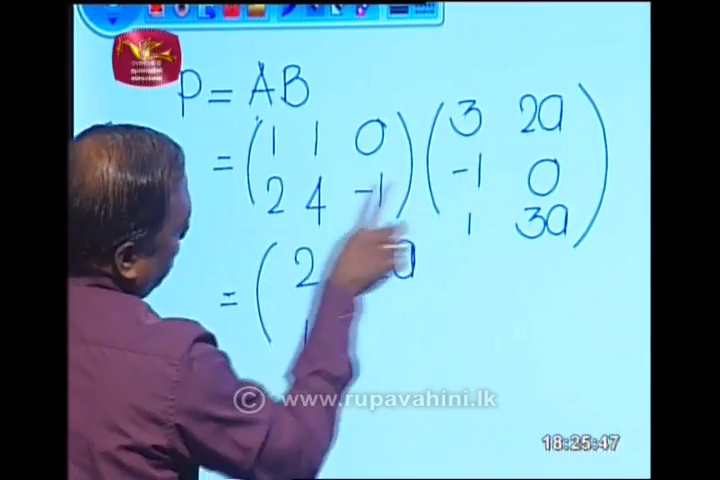 P = AB
= ( 1 1 0 ) ( 3 2a )
2 4 -1 -1 0
1 3a
= ( 2 a
1
© www.rupavahini.lk
18:25:47